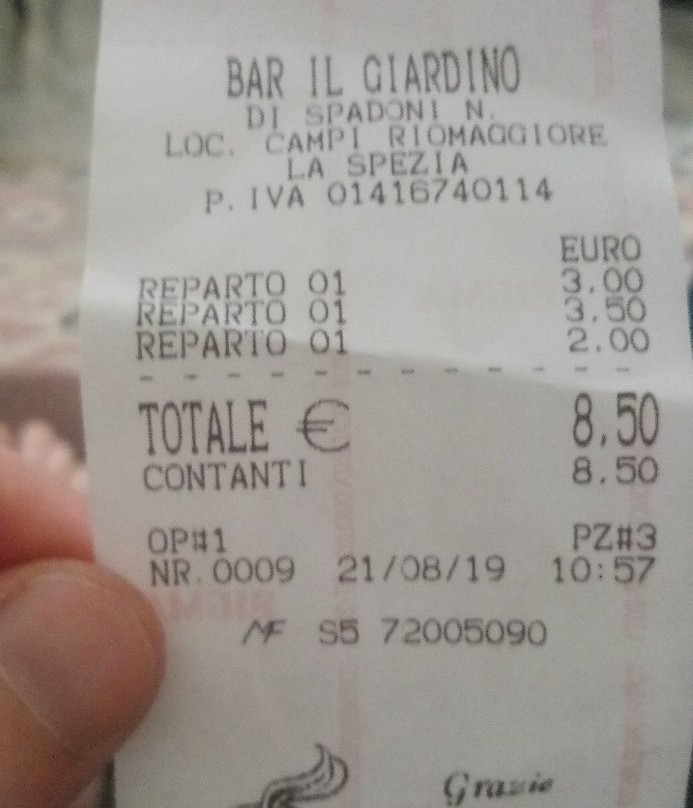 BAR IL GIARDINO
DI SPADONI N.
LOC. CAMPI RIOMAGGIORE
LA SPEZIA
P. IVA 01416740114
EURO
REPARTO 01 3.00
REPARTO 01 3.50
REPARTO 01 2.00
TOTALE € 8,50
CONTANTI 8.50
OP#1 PZ#3
NR.0009 21/08/19 10:57
MF S5 72005090
Grazie